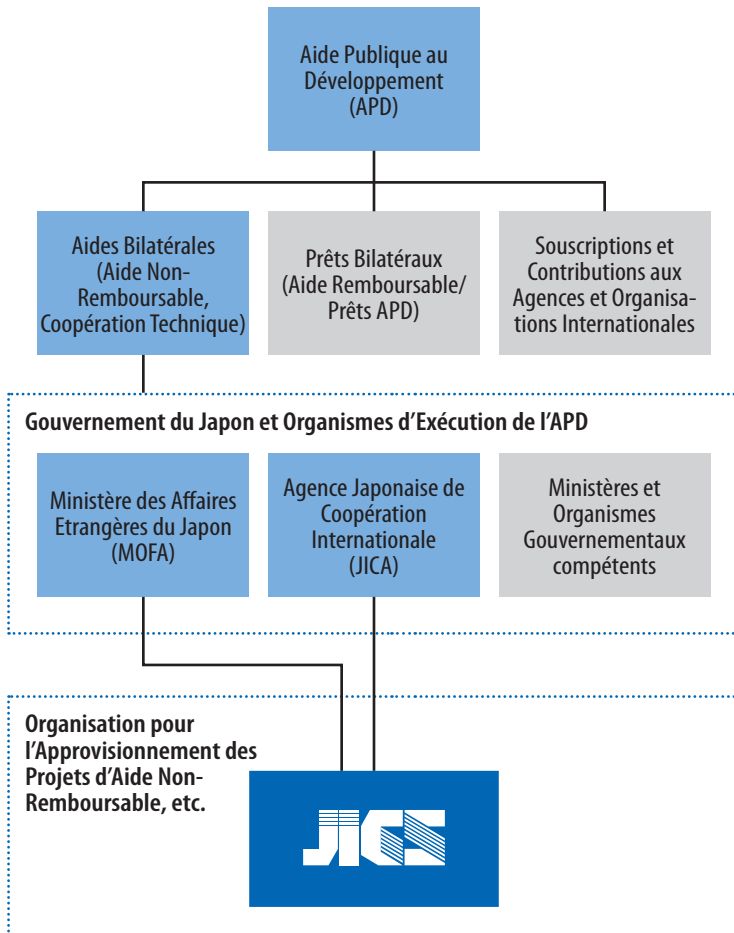 Aide Publique au
Développement
(APD)
Aides Bilatérales
(Aide Non-
Remboursable,
Coopération Technique)
Prêts Bilatéraux
(Aide Remboursable/
Prêts APD)
Souscriptions et
Contributions aux
Agences et Organisa-
tions Internationales
Gouvernement du Japon et Organismes d’Exécution de l’APD
Ministère des Affaires
Etrangères du Japon
(MOFA)
Agence Japonaise de
Coopération
Internationale
(JICA)
Ministères et
Organismes
Gouvernementaux
compétents
Organisation pour
l’Approvisionnement des
Projets d’Aide Non-
Remboursable, etc.
JICS